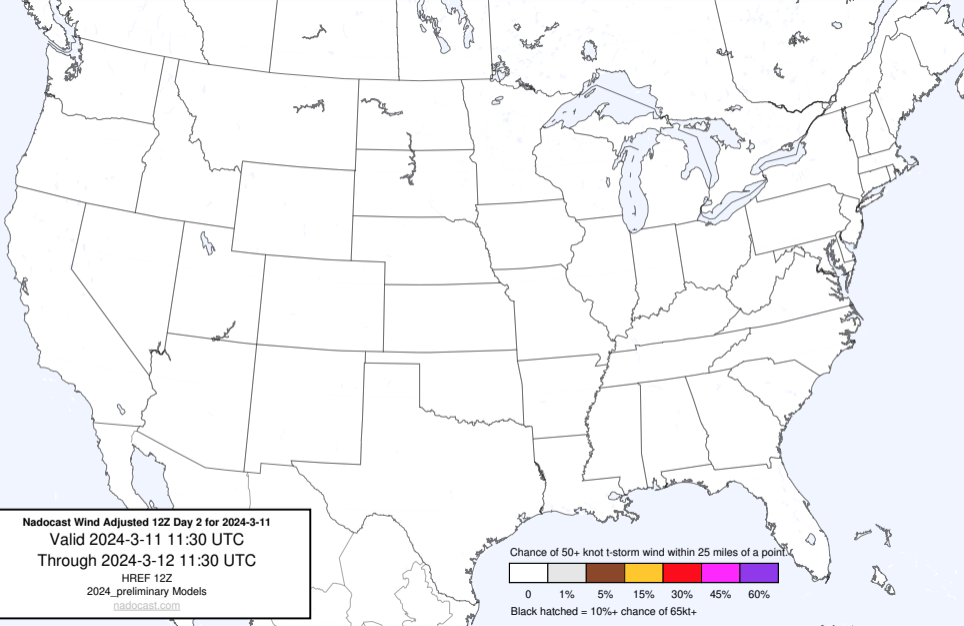 Nadocast Wind Adjusted 12Z Day 2 for 2024-3-11
Valid 2024-3-11 11:30 UTC
Through 2024-3-12 11:30 UTC
HREF 12Z
2024_preliminary Models
nadocast.com
Chance of 50+ knot t-storm wind within 25 miles of a point.
0 1% 5% 15% 30% 45% 60%
Black hatched = 10%+ chance of 65kt+